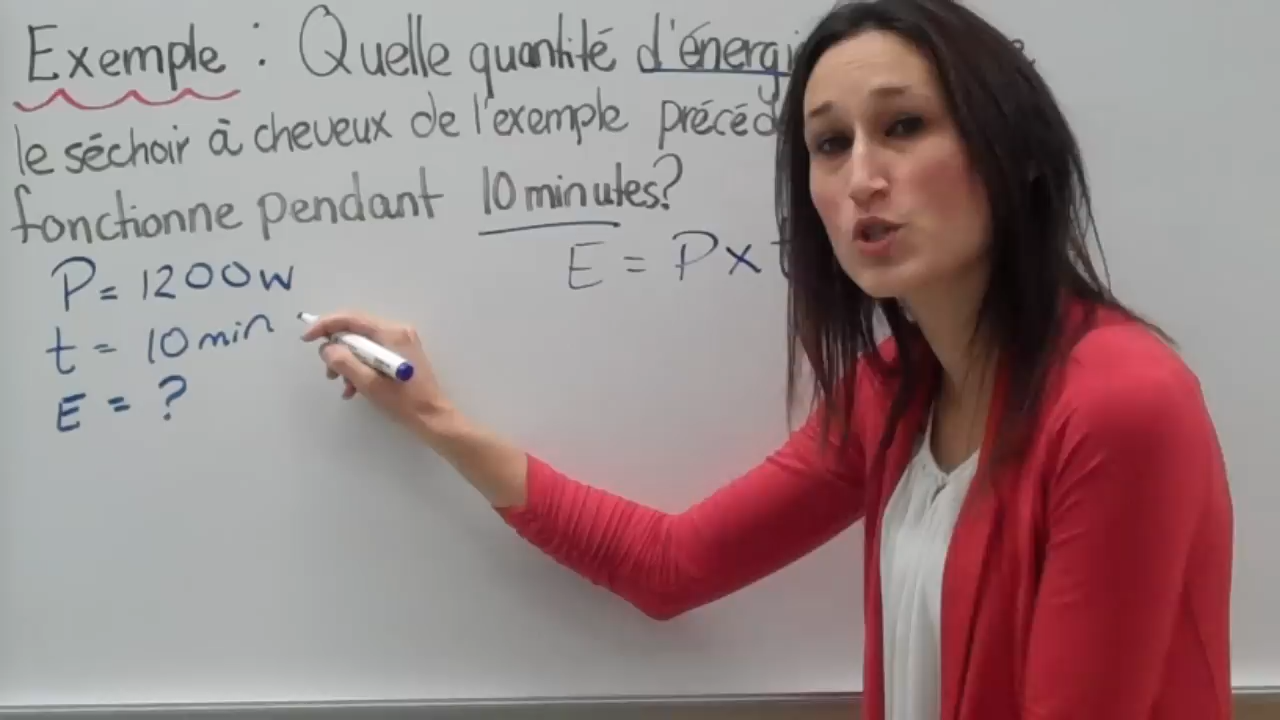 Exemple : Quelle quantité d'énergi
le séchoir à cheveux de l'exemple précéd
fonctionne pendant 10 minutes?
E = P x t
P = 1200 W
t = 10 min
E = ?